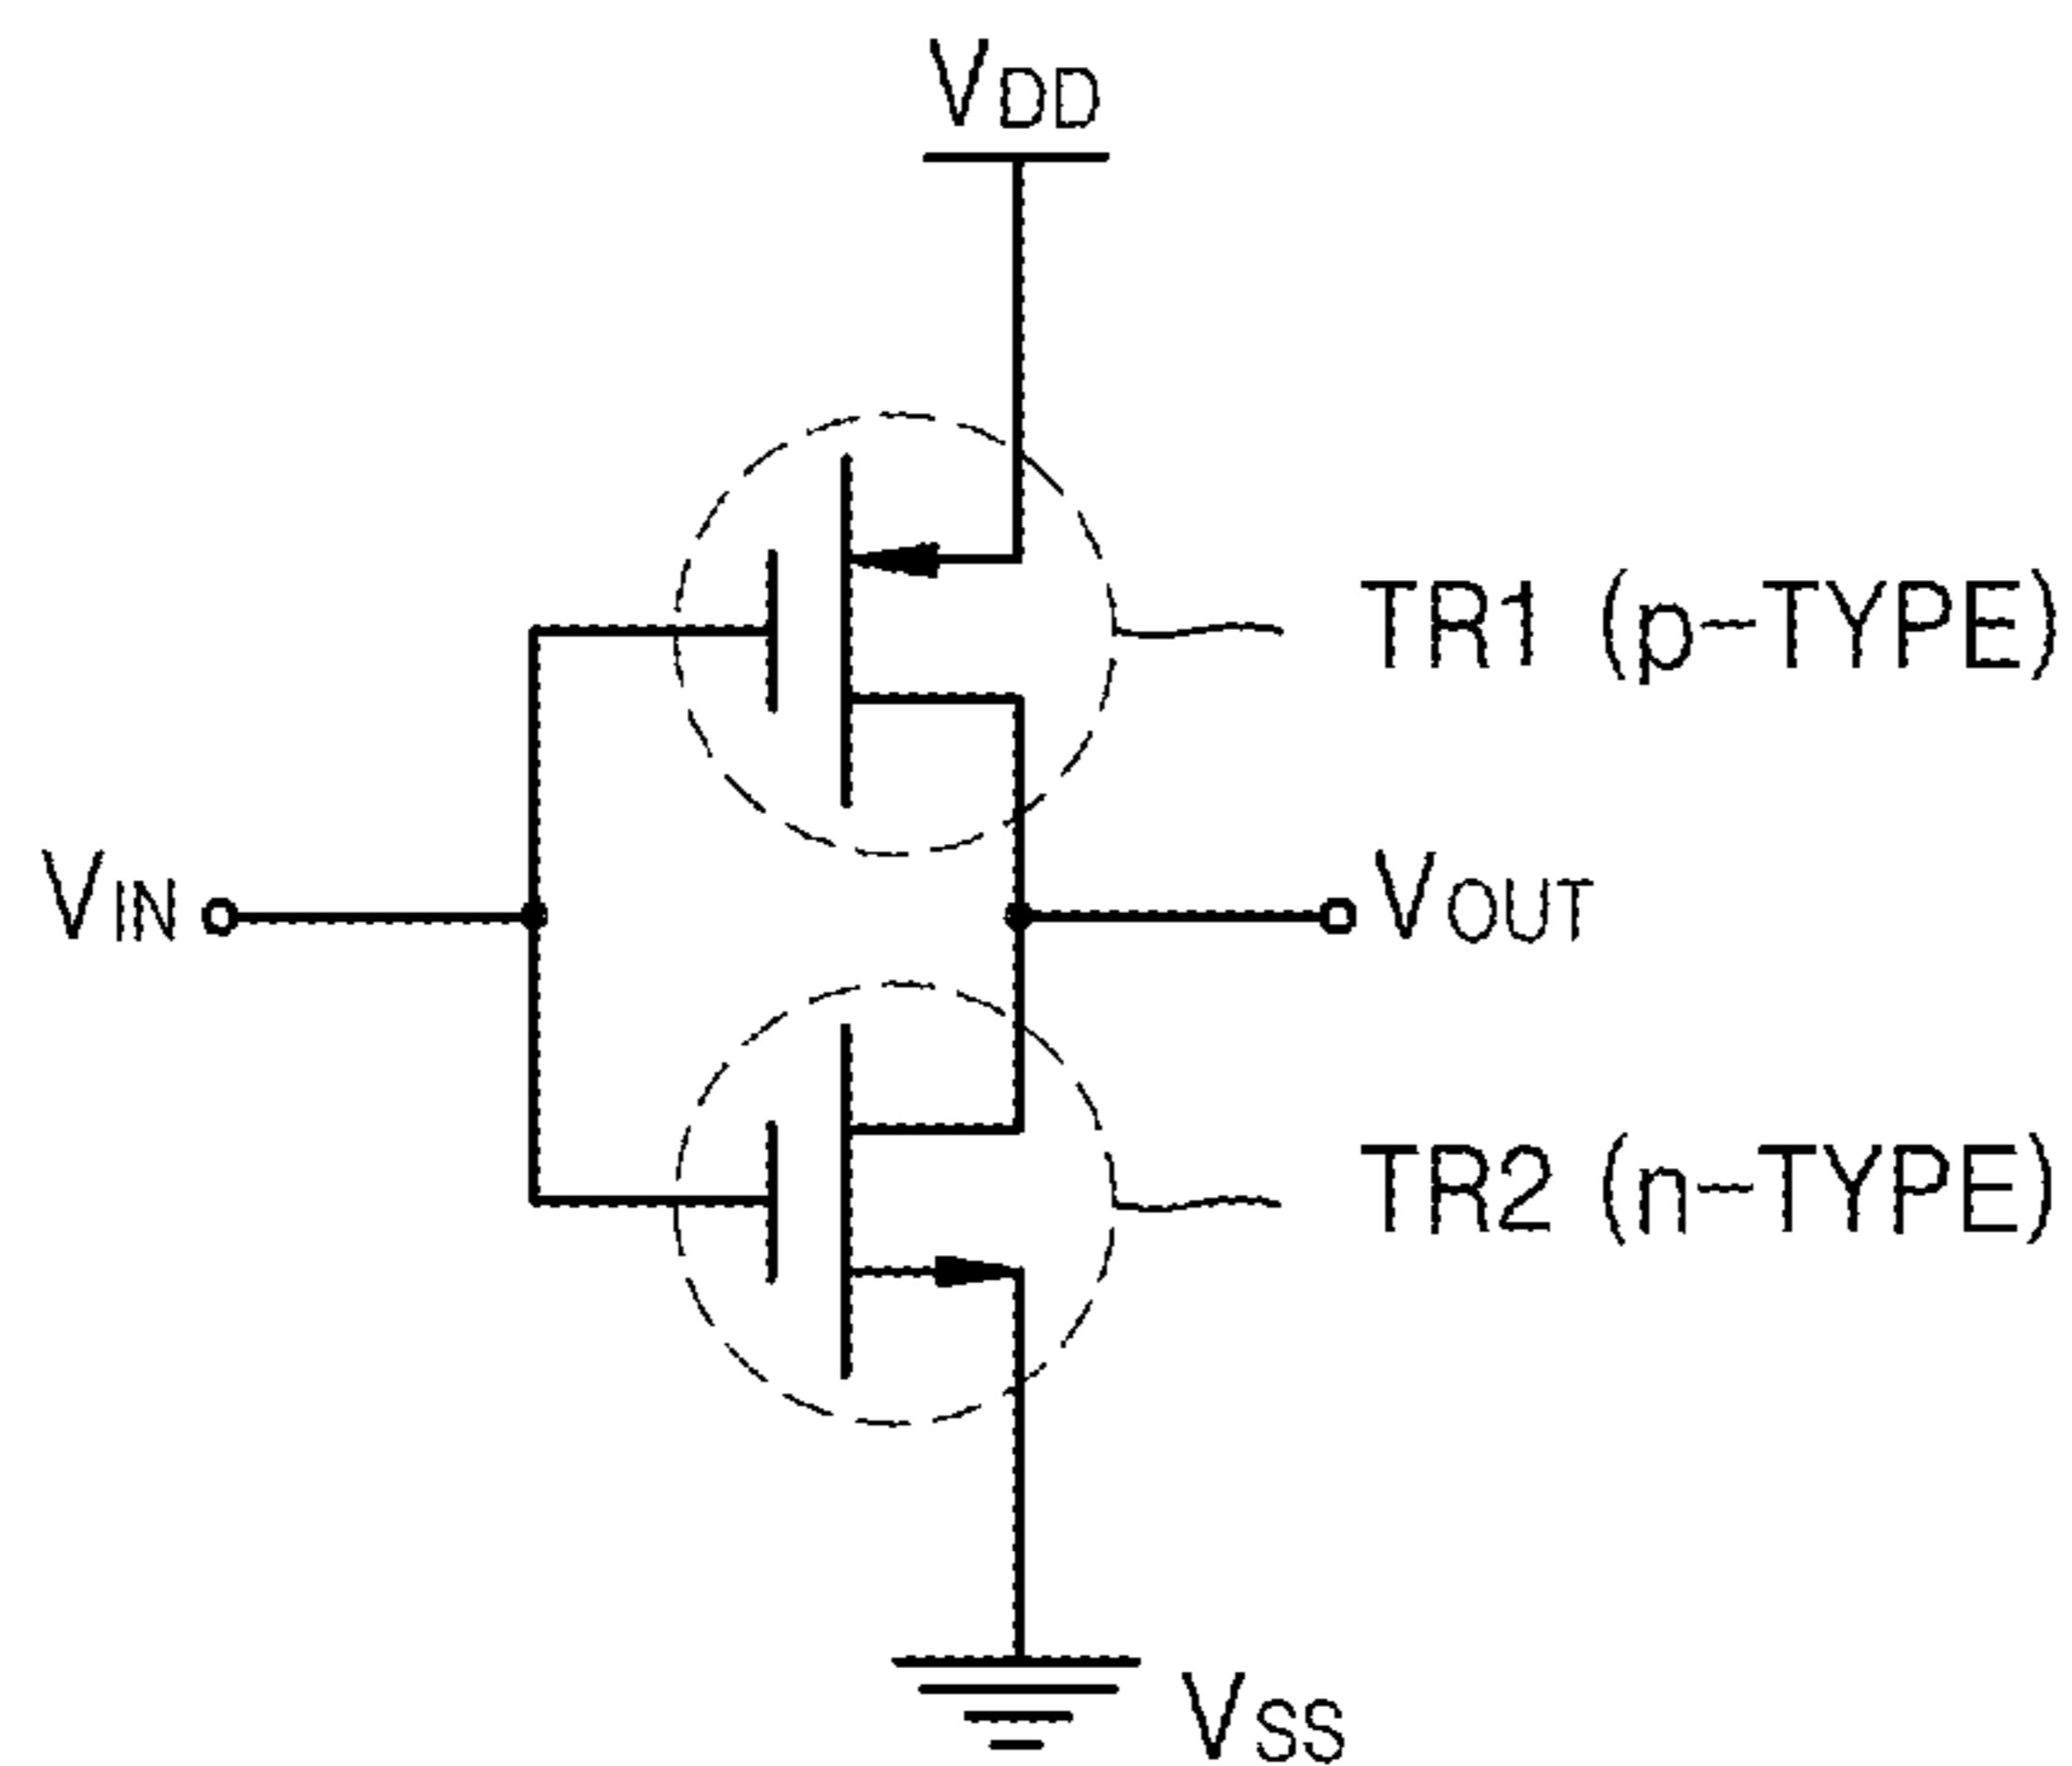 VDD
TR1 (p-TYPE)
VIN
VOUT
TR2 (n-TYPE)
VSS